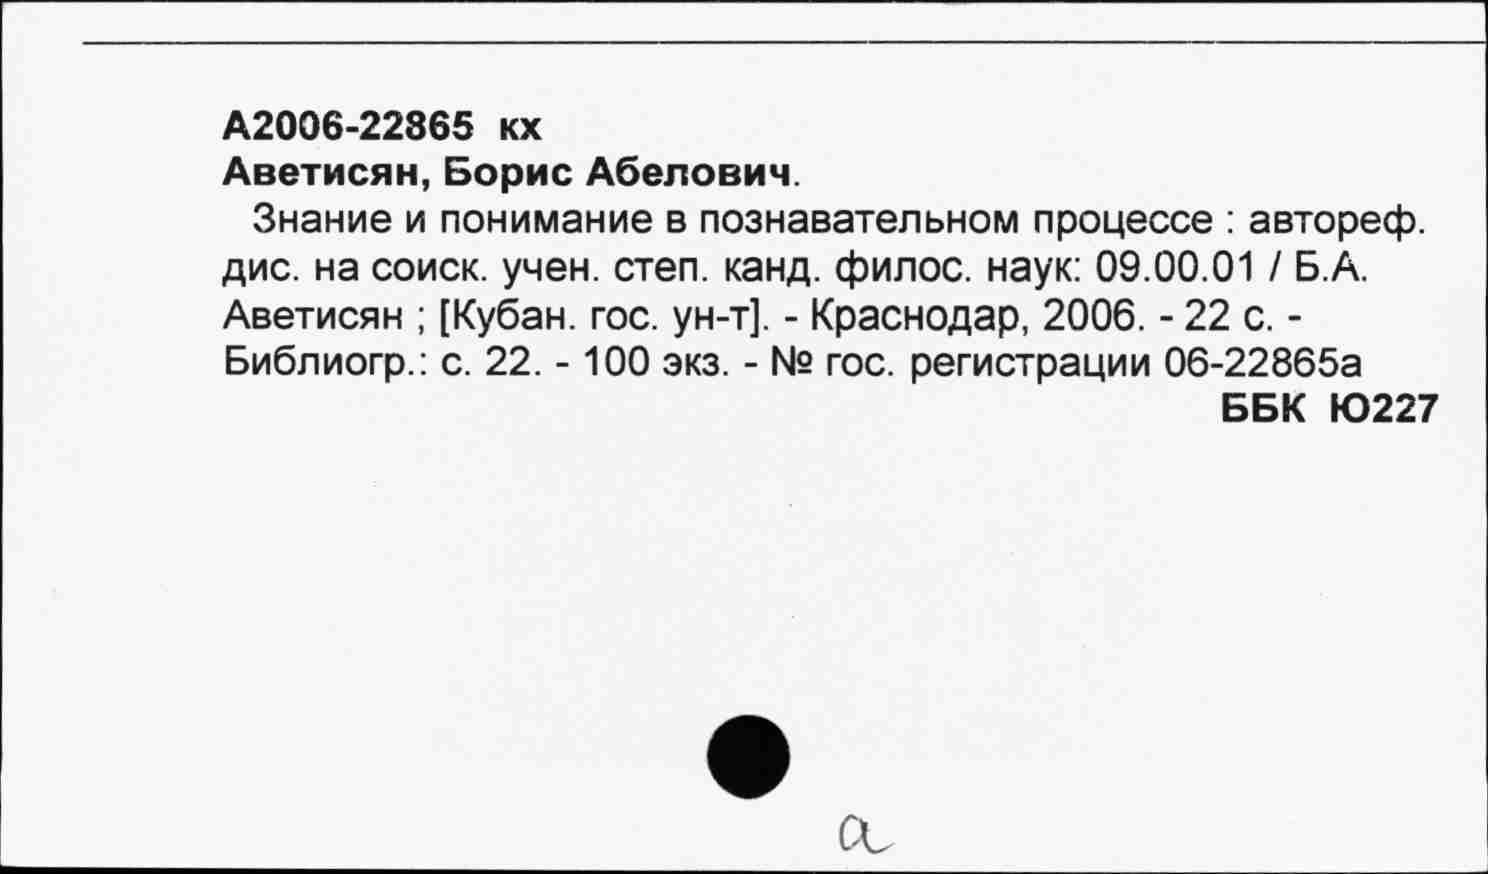 А2006-22865 кх
Аветисян, Борис Абелович.
Знание и понимание в познавательном процессе : автореф.
дис. на соиск. учен. степ. канд. филос. наук: 09.00.01 / Б.А.
Аветисян ; [Кубан. гос. ун-т]. - Краснодар, 2006. - 22 с. -
Библиогр.: с. 22. - 100 экз. - № гос. регистрации 06-22865а
ББК Ю227
а